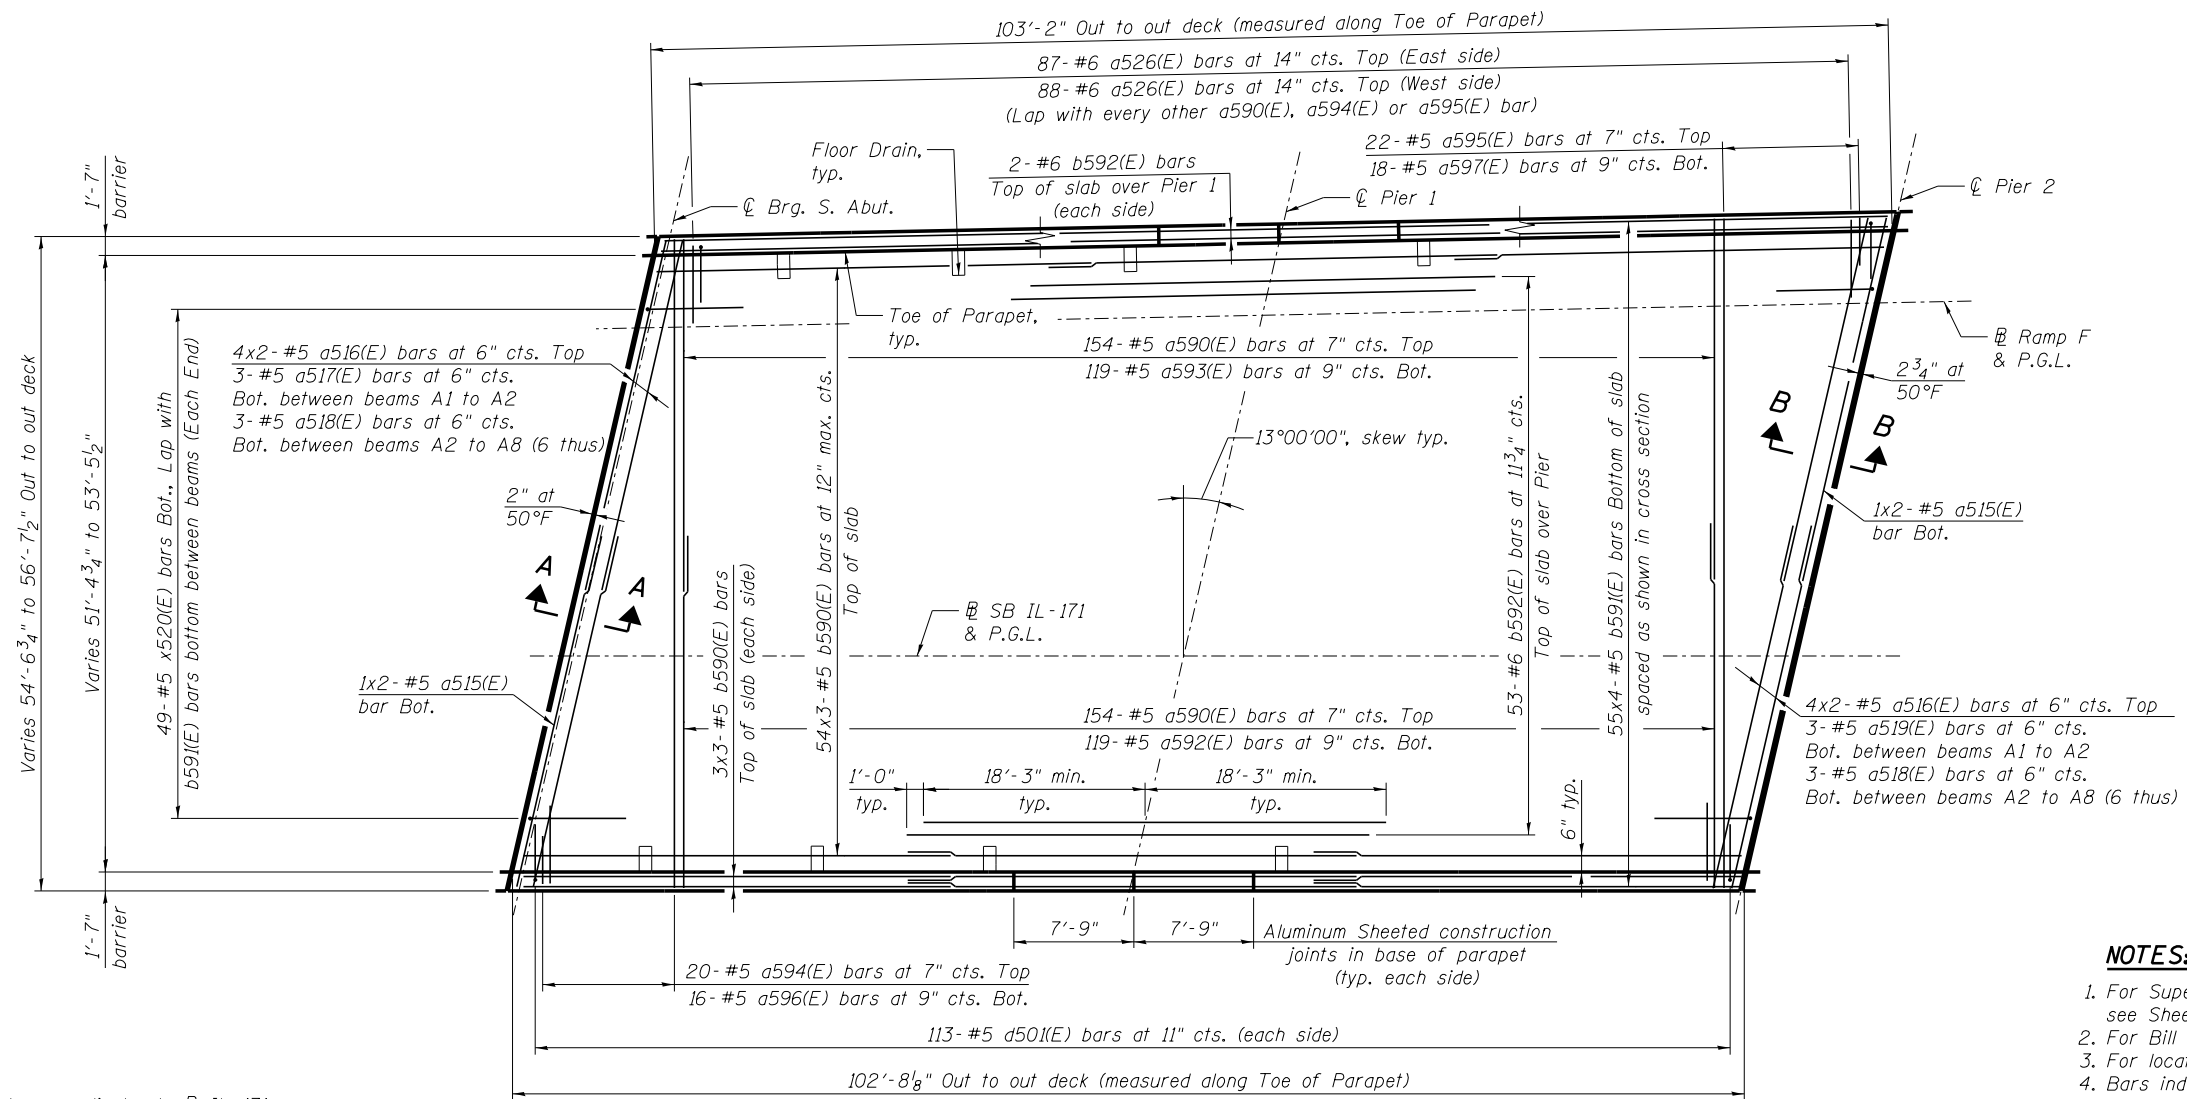 103'-2" Out to out deck (measured along Toe of Parapet)
87-#6 a526(E) bars at 14" cts. Top (East side)
88-#6 a526(E) bars at 14" cts. Top (West side)
(Lap with every other a590(E), a594(E) or a595(E) bar)
Floor Drain,
typ.
2-#6 b592(E) bars
Top of slab over Pier 1
(each side)
22-#5 a595(E) bars at 7" cts. Top
18-#5 a597(E) bars at 9" cts. Bot.
℄ Brg. S. Abut.
℄ Pier 1
℄ Pier 2
1'-7"
barrier
Varies 54'-6 3/4" to 56'-7 1/2" Out to out deck
Varies 51'-4 3/4" to 53'-5 1/2"
49-#5 x520(E) bars Bot., Lap with
b591(E) bars bottom between beams (Each End)
4x2-#5 a516(E) bars at 6" cts. Top
3-#5 a517(E) bars at 6" cts.
Bot. between beams A1 to A2
3-#5 a518(E) bars at 6" cts.
Bot. between beams A2 to A8 (6 thus)
Toe of Parapet,
typ.
154-#5 a590(E) bars at 7" cts. Top
119-#5 a593(E) bars at 9" cts. Bot.
℄ Ramp F
& P.G.L.
2 3/4" at
50°F
13°00'00", skew typ.
2" at
50°F
A
A
B
B
1x2-#5 a515(E)
bar Bot.
1x2-#5 a515(E)
bar Bot.
3x3-#5 b590(E) bars
Top of slab (each side)
54x3-#5 b590(E) bars at 12" max. cts.
Top of slab
℄ SB IL-171
& P.G.L.
53-#6 b592(E) bars at 11 3/4" cts.
Top of slab over Pier
55x4-#5 b591(E) bars Bottom of slab
spaced as shown in cross section
154-#5 a590(E) bars at 7" cts. Top
119-#5 a592(E) bars at 9" cts. Bot.
4x2-#5 a516(E) bars at 6" cts. Top
3-#5 a519(E) bars at 6" cts.
Bot. between beams A1 to A2
3-#5 a518(E) bars at 6" cts.
Bot. between beams A2 to A8 (6 thus)
1'-0"
typ.
18'-3" min.
typ.
18'-3" min.
typ.
6" typ.
1'-7"
barrier
7'-9"
7'-9"
Aluminum Sheeted construction
joints in base of parapet
(typ. each side)
20-#5 a594(E) bars at 7" cts. Top
16-#5 a596(E) bars at 9" cts. Bot.
113-#5 d501(E) bars at 11" cts. (each side)
102'-8 1/8" Out to out deck (measured along Toe of Parapet)
NOTES:
1. For Supe
see Shee
2. For Bill
3. For locat
4. Bars ind